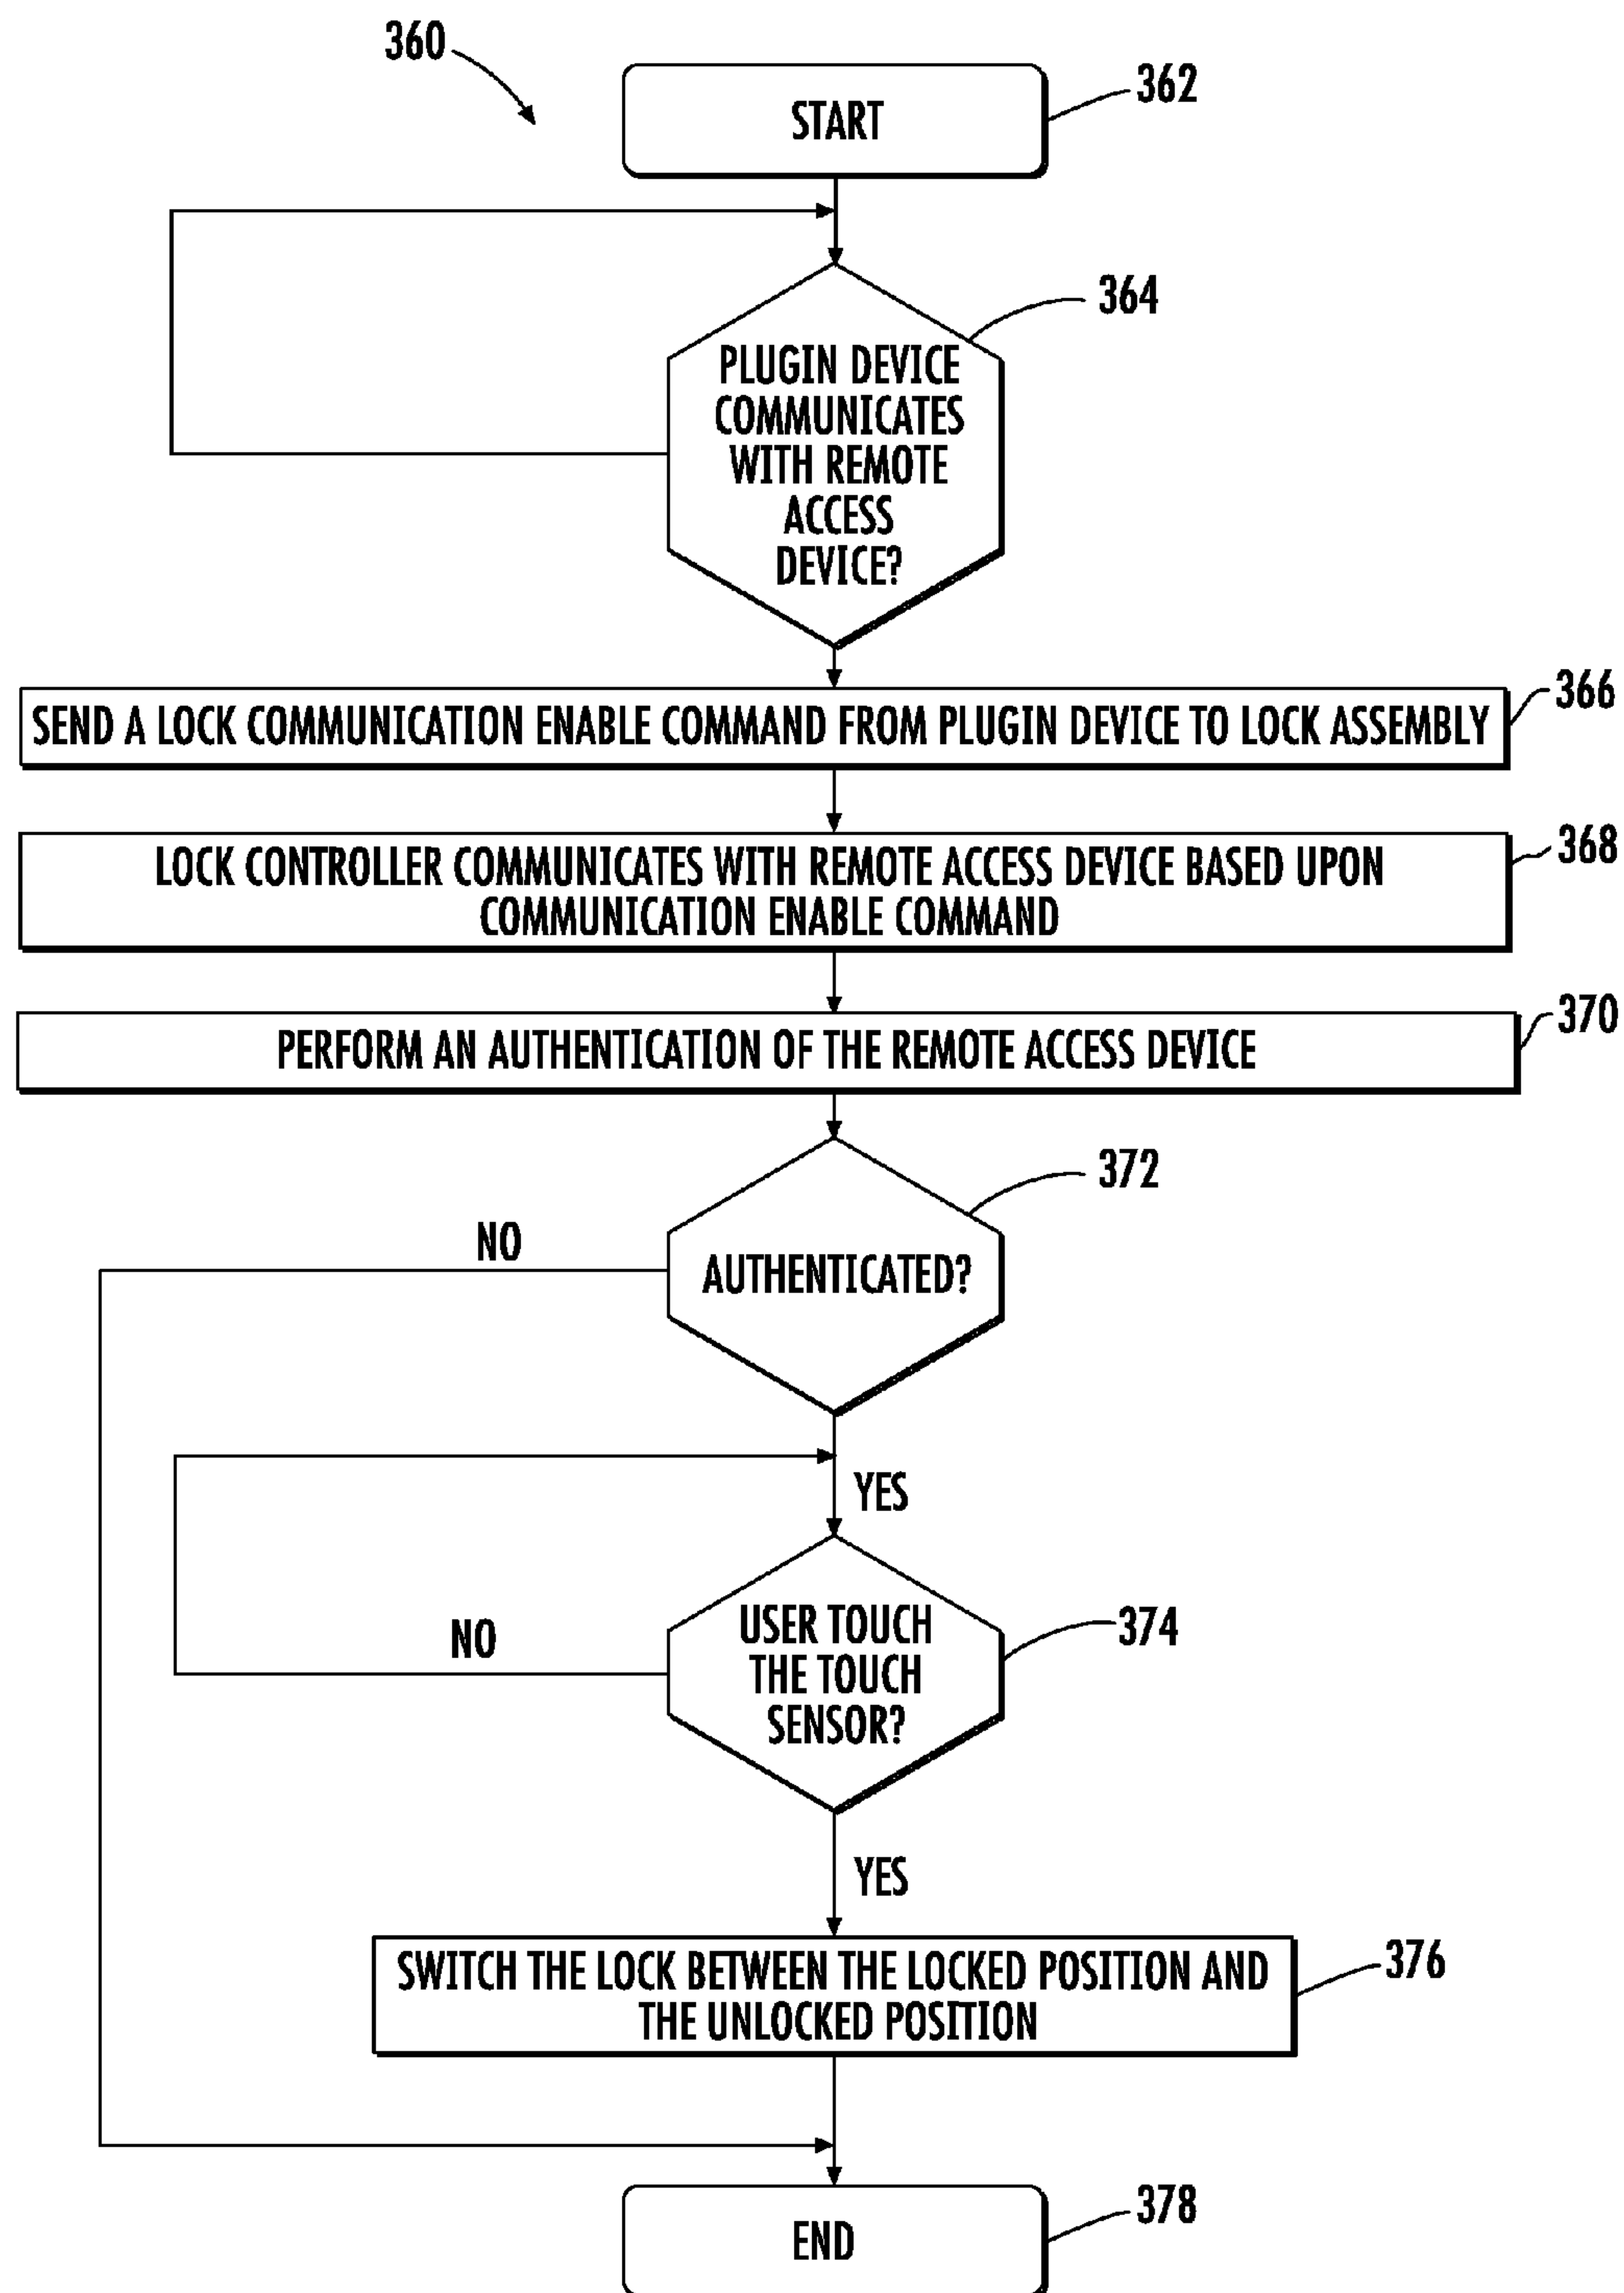 360
START
362
PLUGIN DEVICE
COMMUNICATES
WITH REMOTE
ACCESS
DEVICE?
364
SEND A LOCK COMMUNICATION ENABLE COMMAND FROM PLUGIN DEVICE TO LOCK ASSEMBLY
366
LOCK CONTROLLER COMMUNICATES WITH REMOTE ACCESS DEVICE BASED UPON
COMMUNICATION ENABLE COMMAND
368
PERFORM AN AUTHENTICATION OF THE REMOTE ACCESS DEVICE
370
AUTHENTICATED?
372
NO
YES
USER TOUCH
THE TOUCH
SENSOR?
374
NO
YES
SWITCH THE LOCK BETWEEN THE LOCKED POSITION AND
THE UNLOCKED POSITION
376
END
378